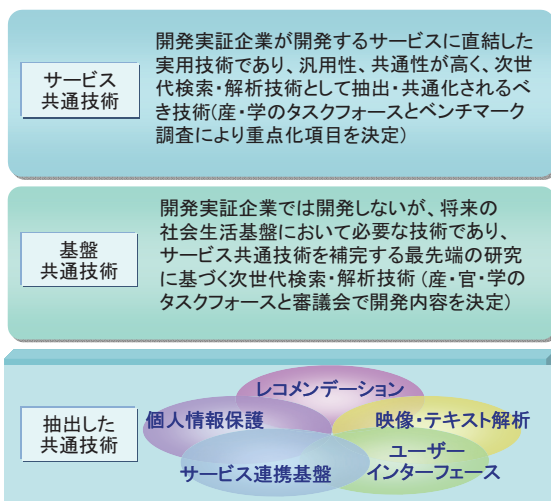 サービス
共通技術
開発実証企業が開発するサービスに直結した
実用技術であり、汎用性、共通性が高く、次世
代検索・解析技術として抽出・共通化されるべ
き技術(産・学のタスクフォースとベンチマーク
調査により重点化項目を決定)
基盤
共通技術
開発実証企業では開発しないが、将来の
社会生活基盤において必要な技術であり、
サービス共通技術を補完する最先端の研究
に基づく次世代検索・解析技術 (産・官・学の
タスクフォースと審議会で開発内容を決定)
抽出した
共通技術
レコメンデーション
個人情報保護
映像・テキスト解析
サービス連携基盤
ユーザー
インターフェース